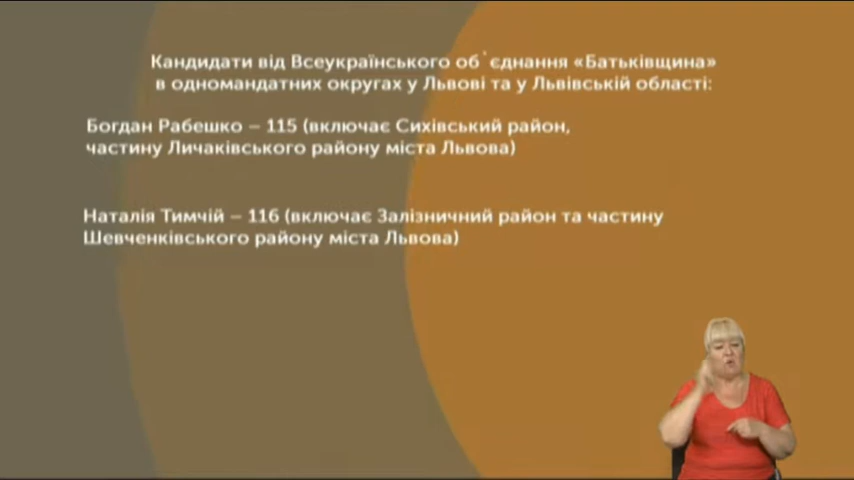 Кандидати від Всеукраїнського об`єднання «Батьківщина»
в одномандатних округах у Львові та у Львівській області:
Богдан Рабешко – 115 (включає Сихівський район,
частину Личаківського району міста Львова)
Наталія Тимчій – 116 (включає Залізничний район та частину
Шевченківського району міста Львова)